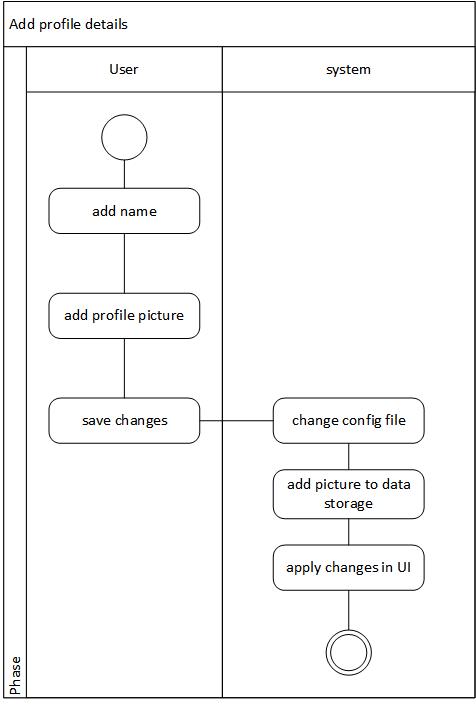 Add profile details
User
system
add name
add profile picture
save changes
change config file
add picture to data
storage
apply changes in UI
Phase